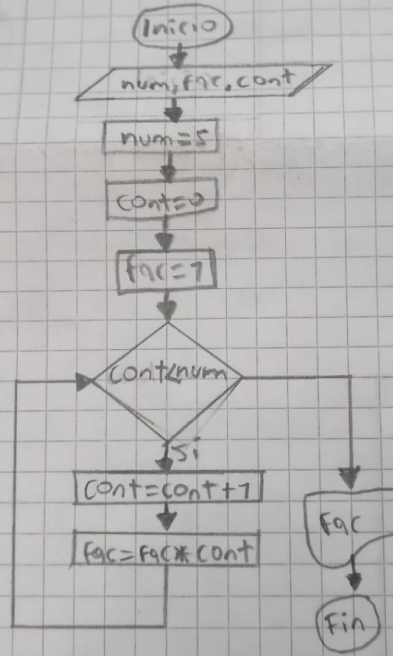 Inicio
num, fac, cont
num=5
cont=0
fac=1
cont<num
si
cont=cont+1
fac=fac*cont
fac
Fin